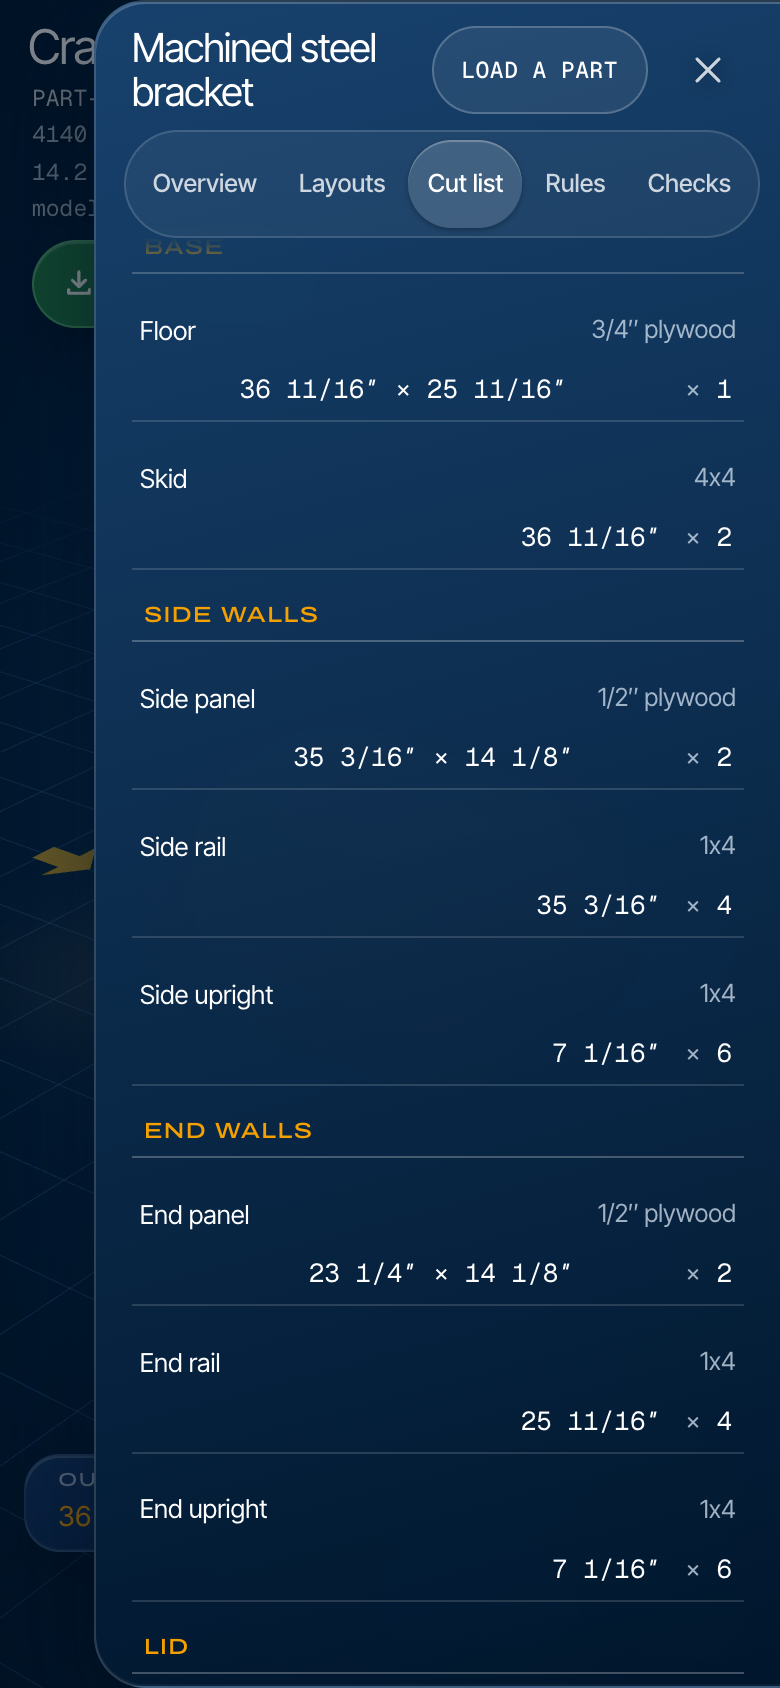 Cra
PART-
4140
14.2
model
Machined steel
bracket
LOAD A PART
Overview Layouts Cut list Rules Checks
BASE
Floor 3/4″ plywood
36 11/16″ × 25 11/16″ × 1
Skid 4x4
36 11/16″ × 2
SIDE WALLS
Side panel 1/2″ plywood
35 3/16″ × 14 1/8″ × 2
Side rail 1x4
35 3/16″ × 4
Side upright 1x4
7 1/16″ × 6
END WALLS
End panel 1/2″ plywood
23 1/4″ × 14 1/8″ × 2
End rail 1x4
25 11/16″ × 4
End upright 1x4
7 1/16″ × 6
OU
36
LID